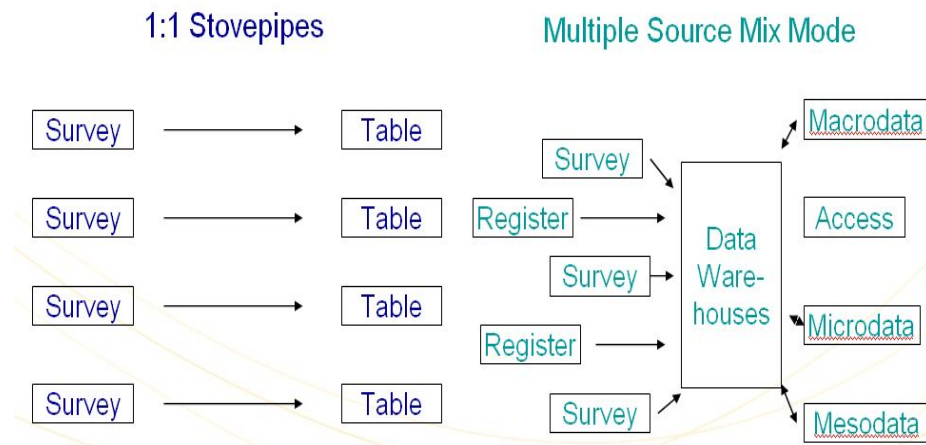 1:1 Stovepipes
Multiple Source Mix Mode
Survey
Table
Survey
Table
Survey
Table
Survey
Table
Survey
Register
Survey
Register
Survey
Data
Ware-
houses
Macrodata
Access
Microdata
Mesodata